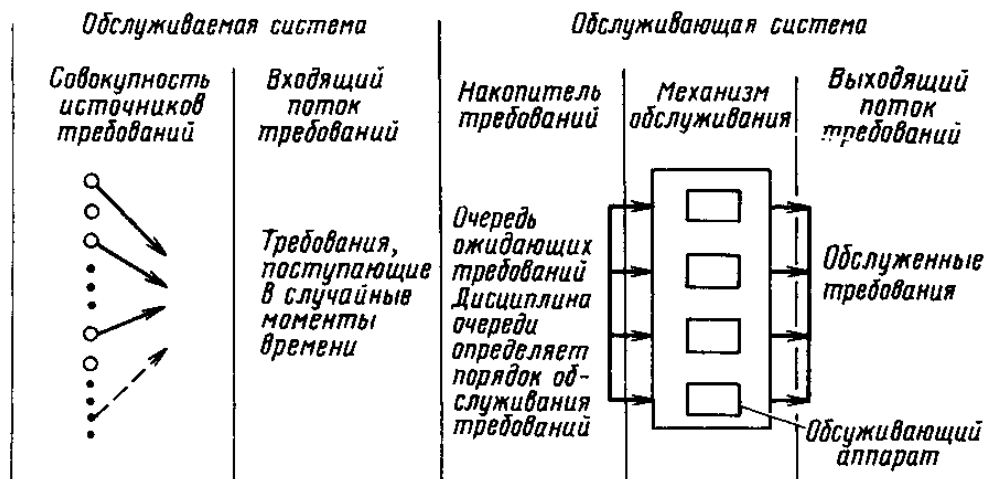 Обслуживаемая система
Обслуживающая система
Совокупность
источников
требований
Входящий
поток
требований
Накопитель
требований
Механизм
обслуживания
Выходящий
поток
требований
Требования,
поступающие
в случайные
моменты
времени
Очередь
ожидающих
требований
Дисциплина
очереди
определяет
порядок об-
служивания
требований
Обслуженные
требования
Обсуживающий
аппарат